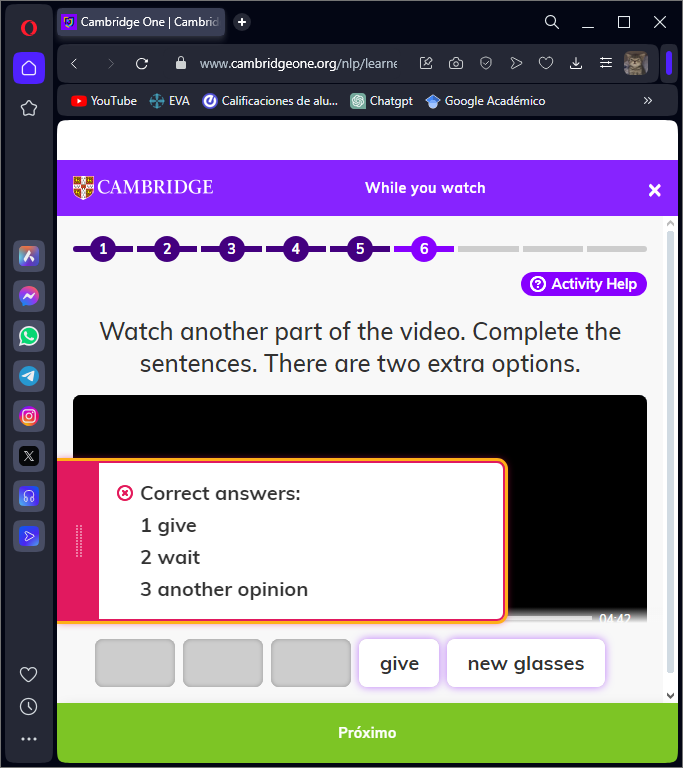 Cambridge One | Cambrid
www.cambridgeone.org/nlp/learne
YouTube
EVA
Calificaciones de alu...
Chatgpt
Google Académico
CAMBRIDGE
While you watch
1 2 3 4 5 6
Activity Help
Watch another part of the video. Complete the
sentences. There are two extra options.
Correct answers:
1 give
2 wait
3 another opinion
04:42
give
new glasses
Próximo